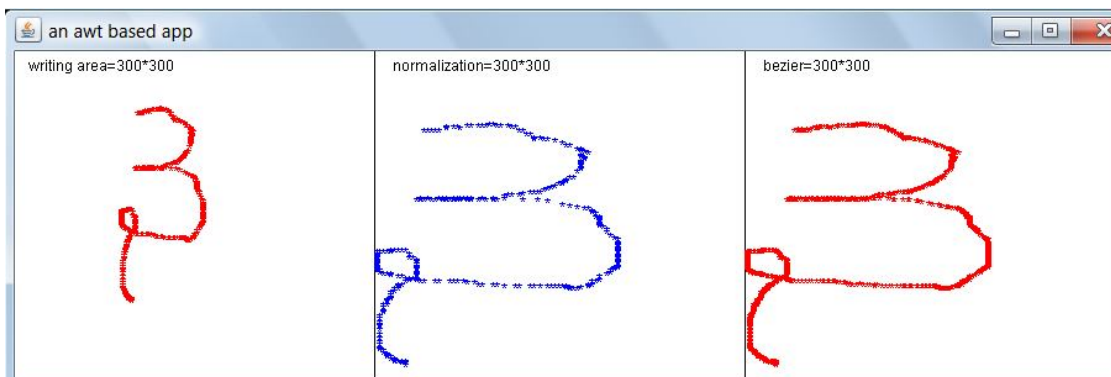 an awt based app
writing area=300*300 normalization=300*300 bezier=300*300